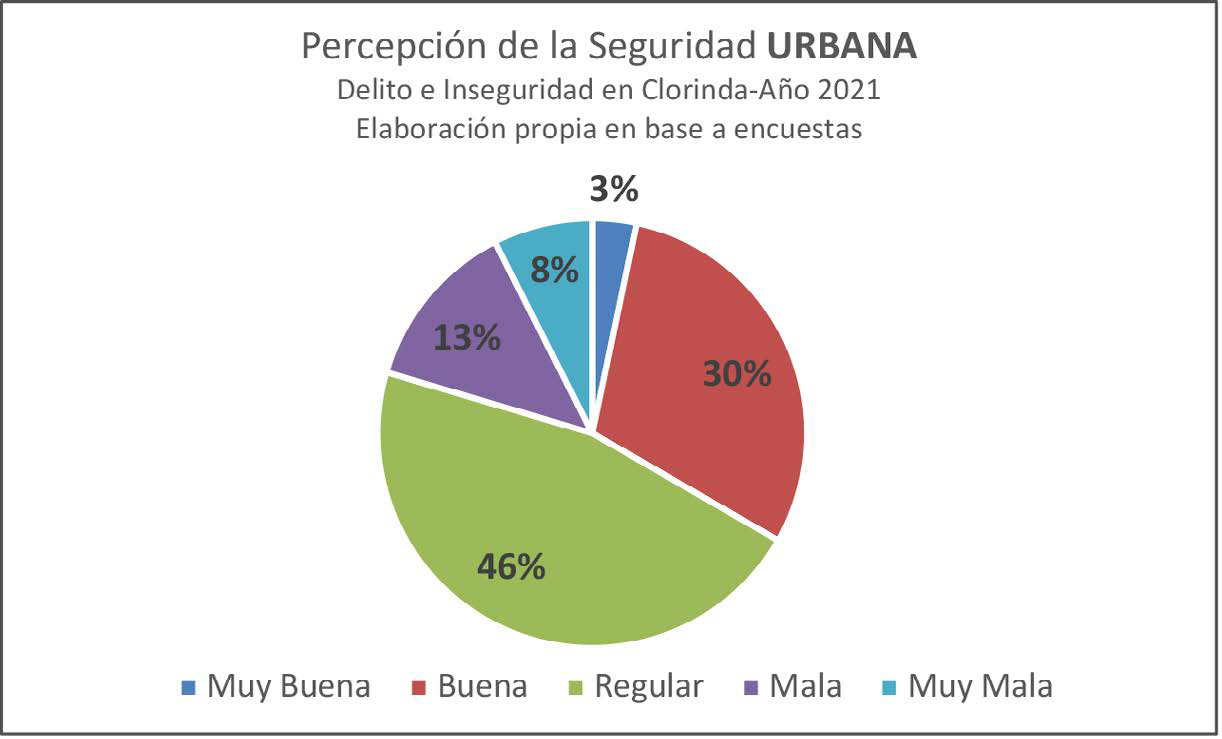 Percepción de la Seguridad URBANA
Delito e Inseguridad en Clorinda-Año 2021
Elaboración propia en base a encuestas
3%
8%
13%
30%
46%
Muy Buena Buena Regular Mala Muy Mala